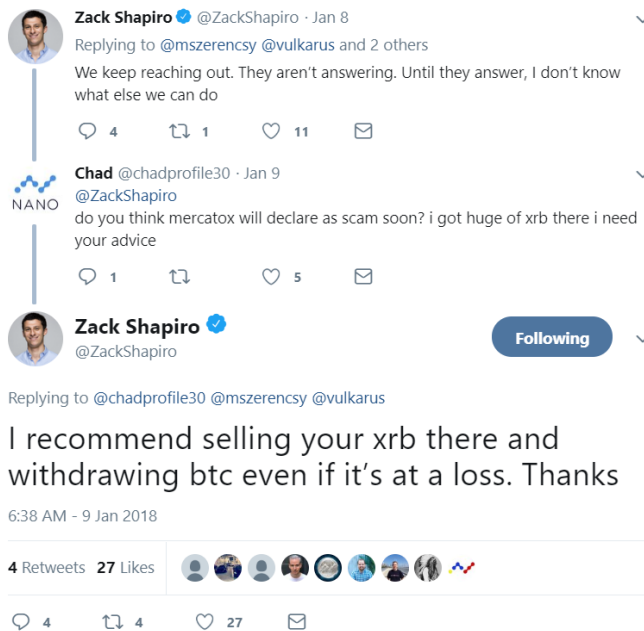 Zack Shapiro @ZackShapiro · Jan 8
Replying to @mszerencsy @vulkarus and 2 others
We keep reaching out. They aren't answering. Until they answer, I don't know
what else we can do
4 1 11
Chad @chadprofile30 · Jan 9
@ZackShapiro
NANO
do you think mercatox will declare as scam soon? i got huge of xrb there i need
your advice
1 5
Zack Shapiro
@ZackShapiro
Following
Replying to @chadprofile30 @mszerencsy @vulkarus
I recommend selling your xrb there and
withdrawing btc even if it's at a loss. Thanks
6:38 AM - 9 Jan 2018
4 Retweets 27 Likes
4 4 27